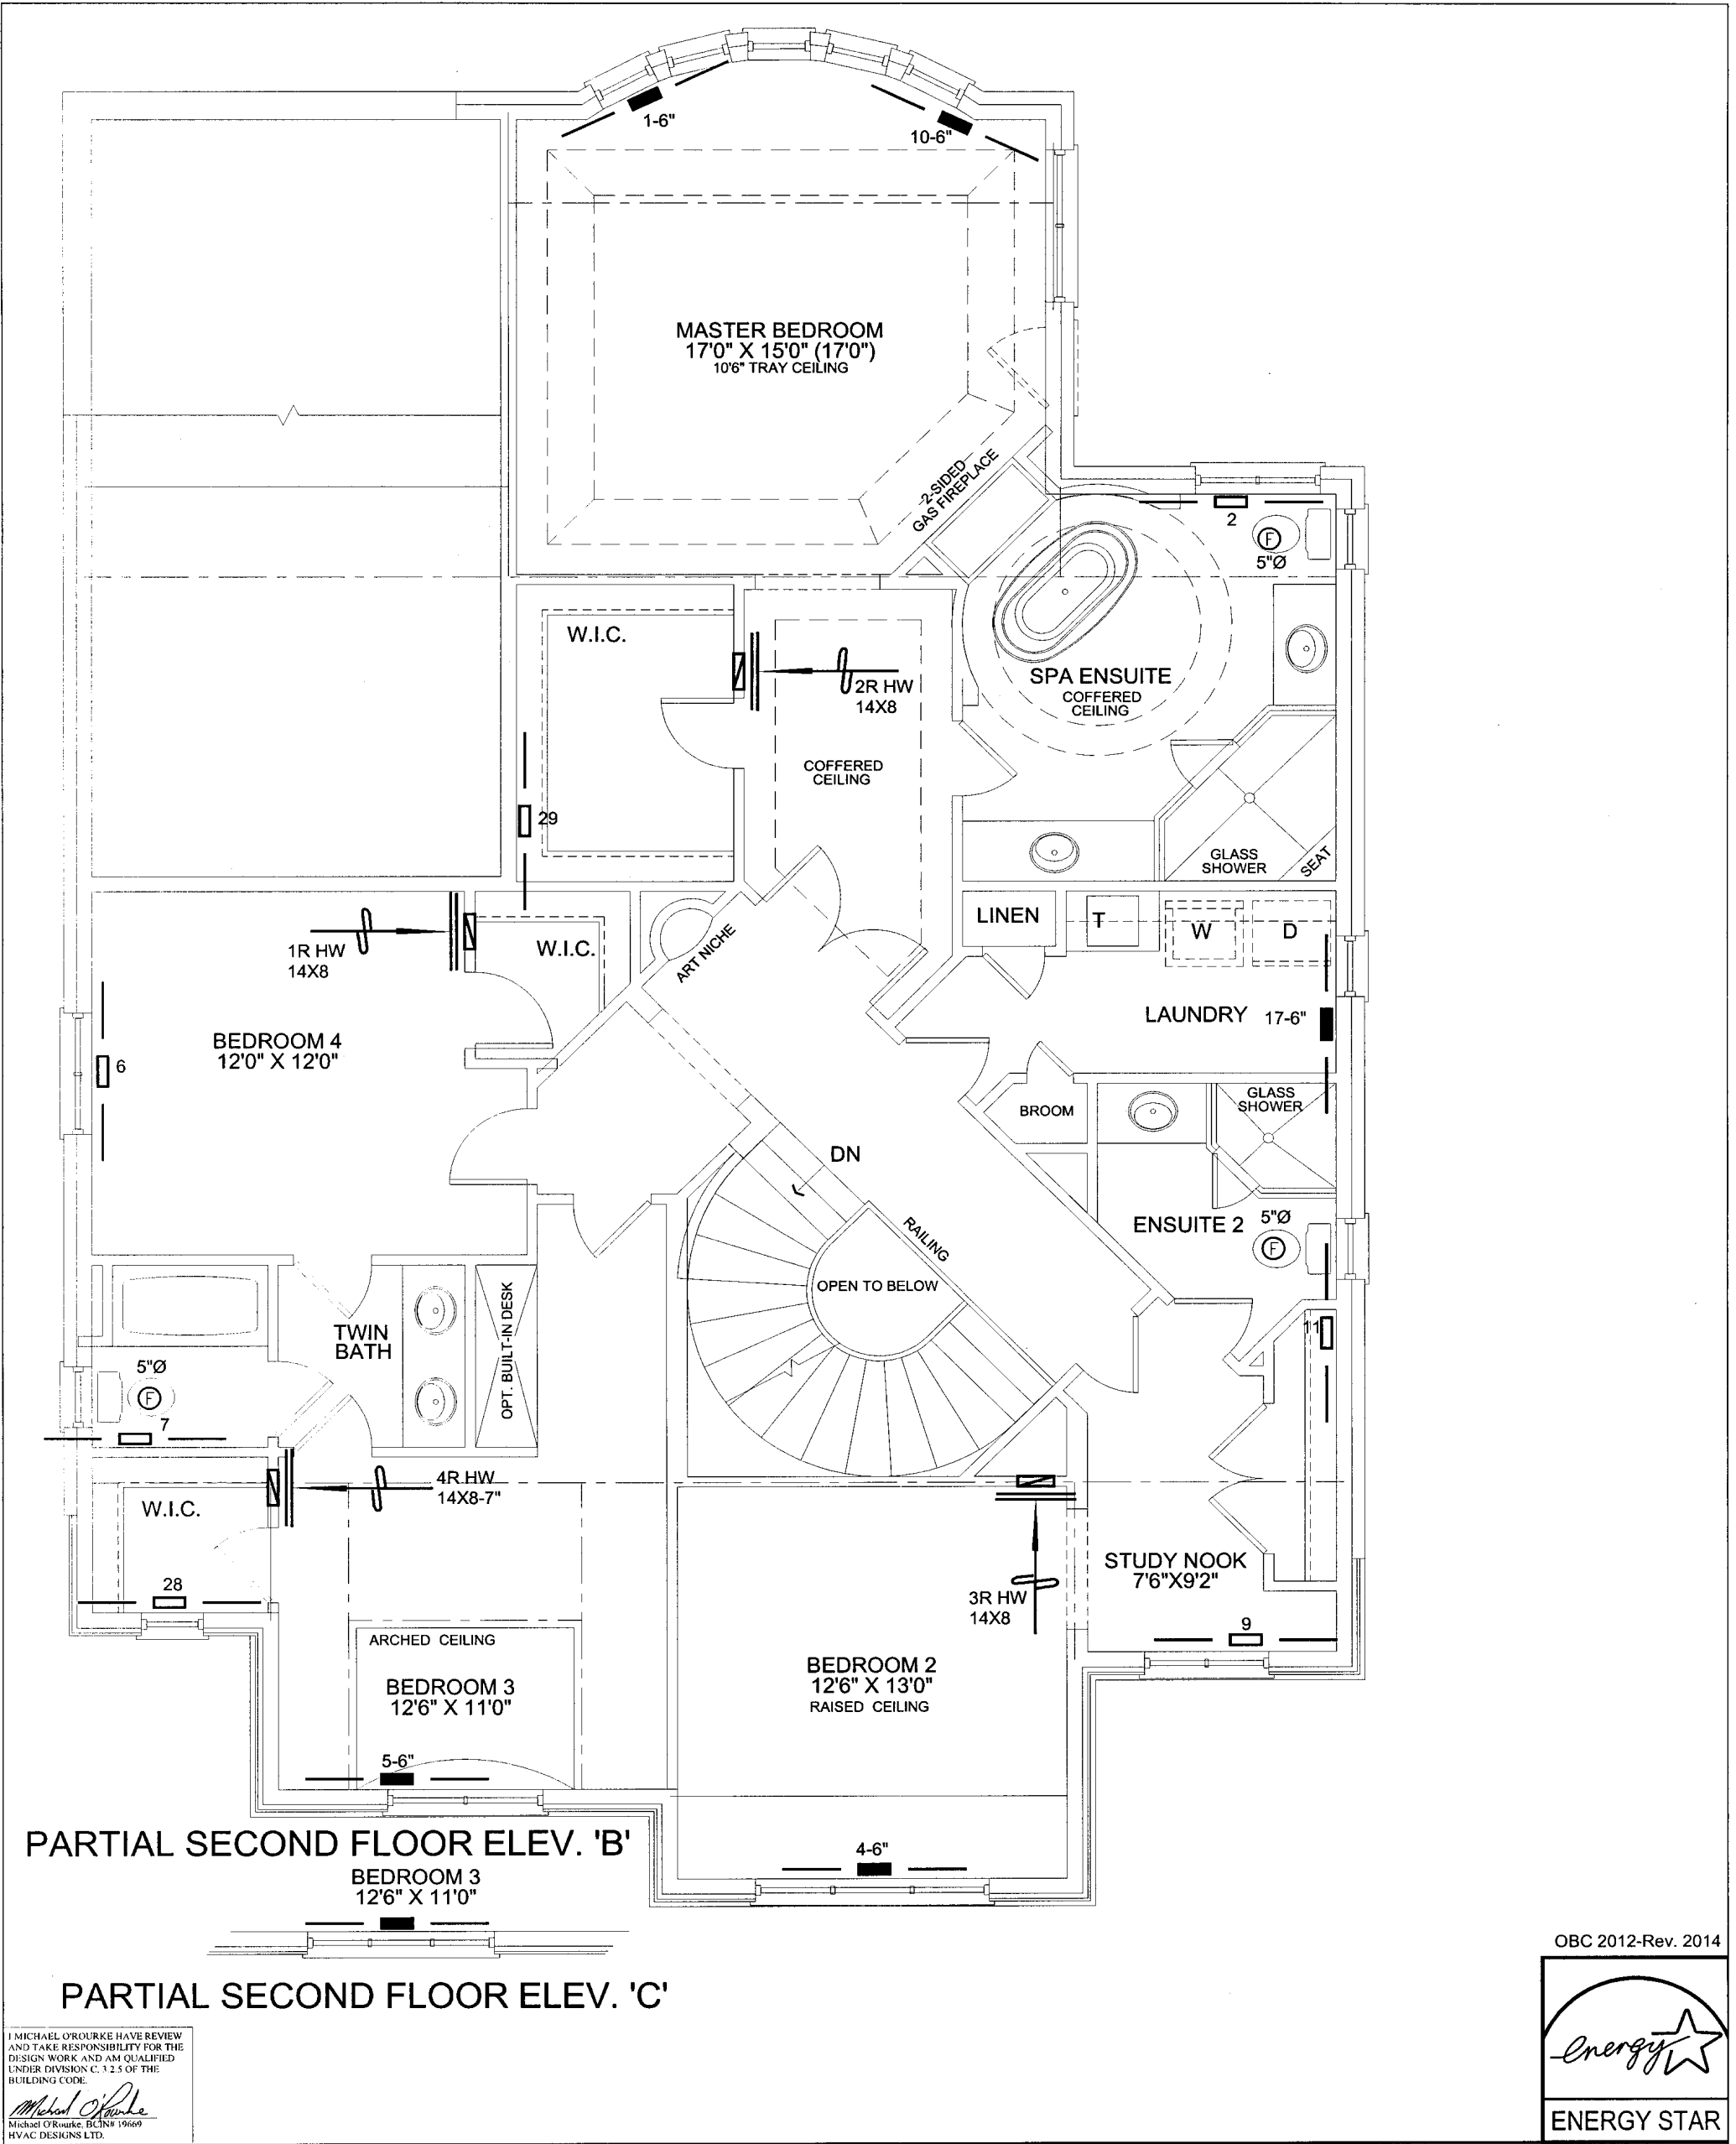 1-6"
10-6"
MASTER BEDROOM
17'0" X 15'0" (17'0")
10'6" TRAY CEILING
2-SIDED
GAS FIREPLACE
2
F
5"Ø
W.I.C.
2R HW
14X8
SPA ENSUITE
COFFERED
CEILING
COFFERED
CEILING
29
GLASS
SHOWER
SEAT
1R HW
14X8
W.I.C.
ART NICHE
LINEN
T
W
D
LAUNDRY
17-6"
BEDROOM 4
12'0" X 12'0"
6
BROOM
GLASS
SHOWER
DN
RAILING
ENSUITE 2
5"Ø
F
OPEN TO BELOW
TWIN
BATH
OPT. BUILT-IN DESK
11
5"Ø
F
7
4R HW
14X8-7"
W.I.C.
28
STUDY NOOK
7'6"X9'2"
3R HW
14X8
9
ARCHED CEILING
BEDROOM 3
12'6" X 11'0"
BEDROOM 2
12'6" X 13'0"
RAISED CEILING
5-6"
4-6"
PARTIAL SECOND FLOOR ELEV. 'B'
BEDROOM 3
12'6" X 11'0"
PARTIAL SECOND FLOOR ELEV. 'C'
OBC 2012-Rev. 2014
I MICHAEL O'ROURKE HAVE REVIEW
AND TAKE RESPONSIBILITY FOR THE
DESIGN WORK AND AM QUALIFIED
UNDER DIVISION C, 3.2.5 OF THE
BUILDING CODE.
Michael O'Rourke
Michael O'Rourke, BCIN# 19669
HVAC DESIGNS LTD.
energy
ENERGY STAR